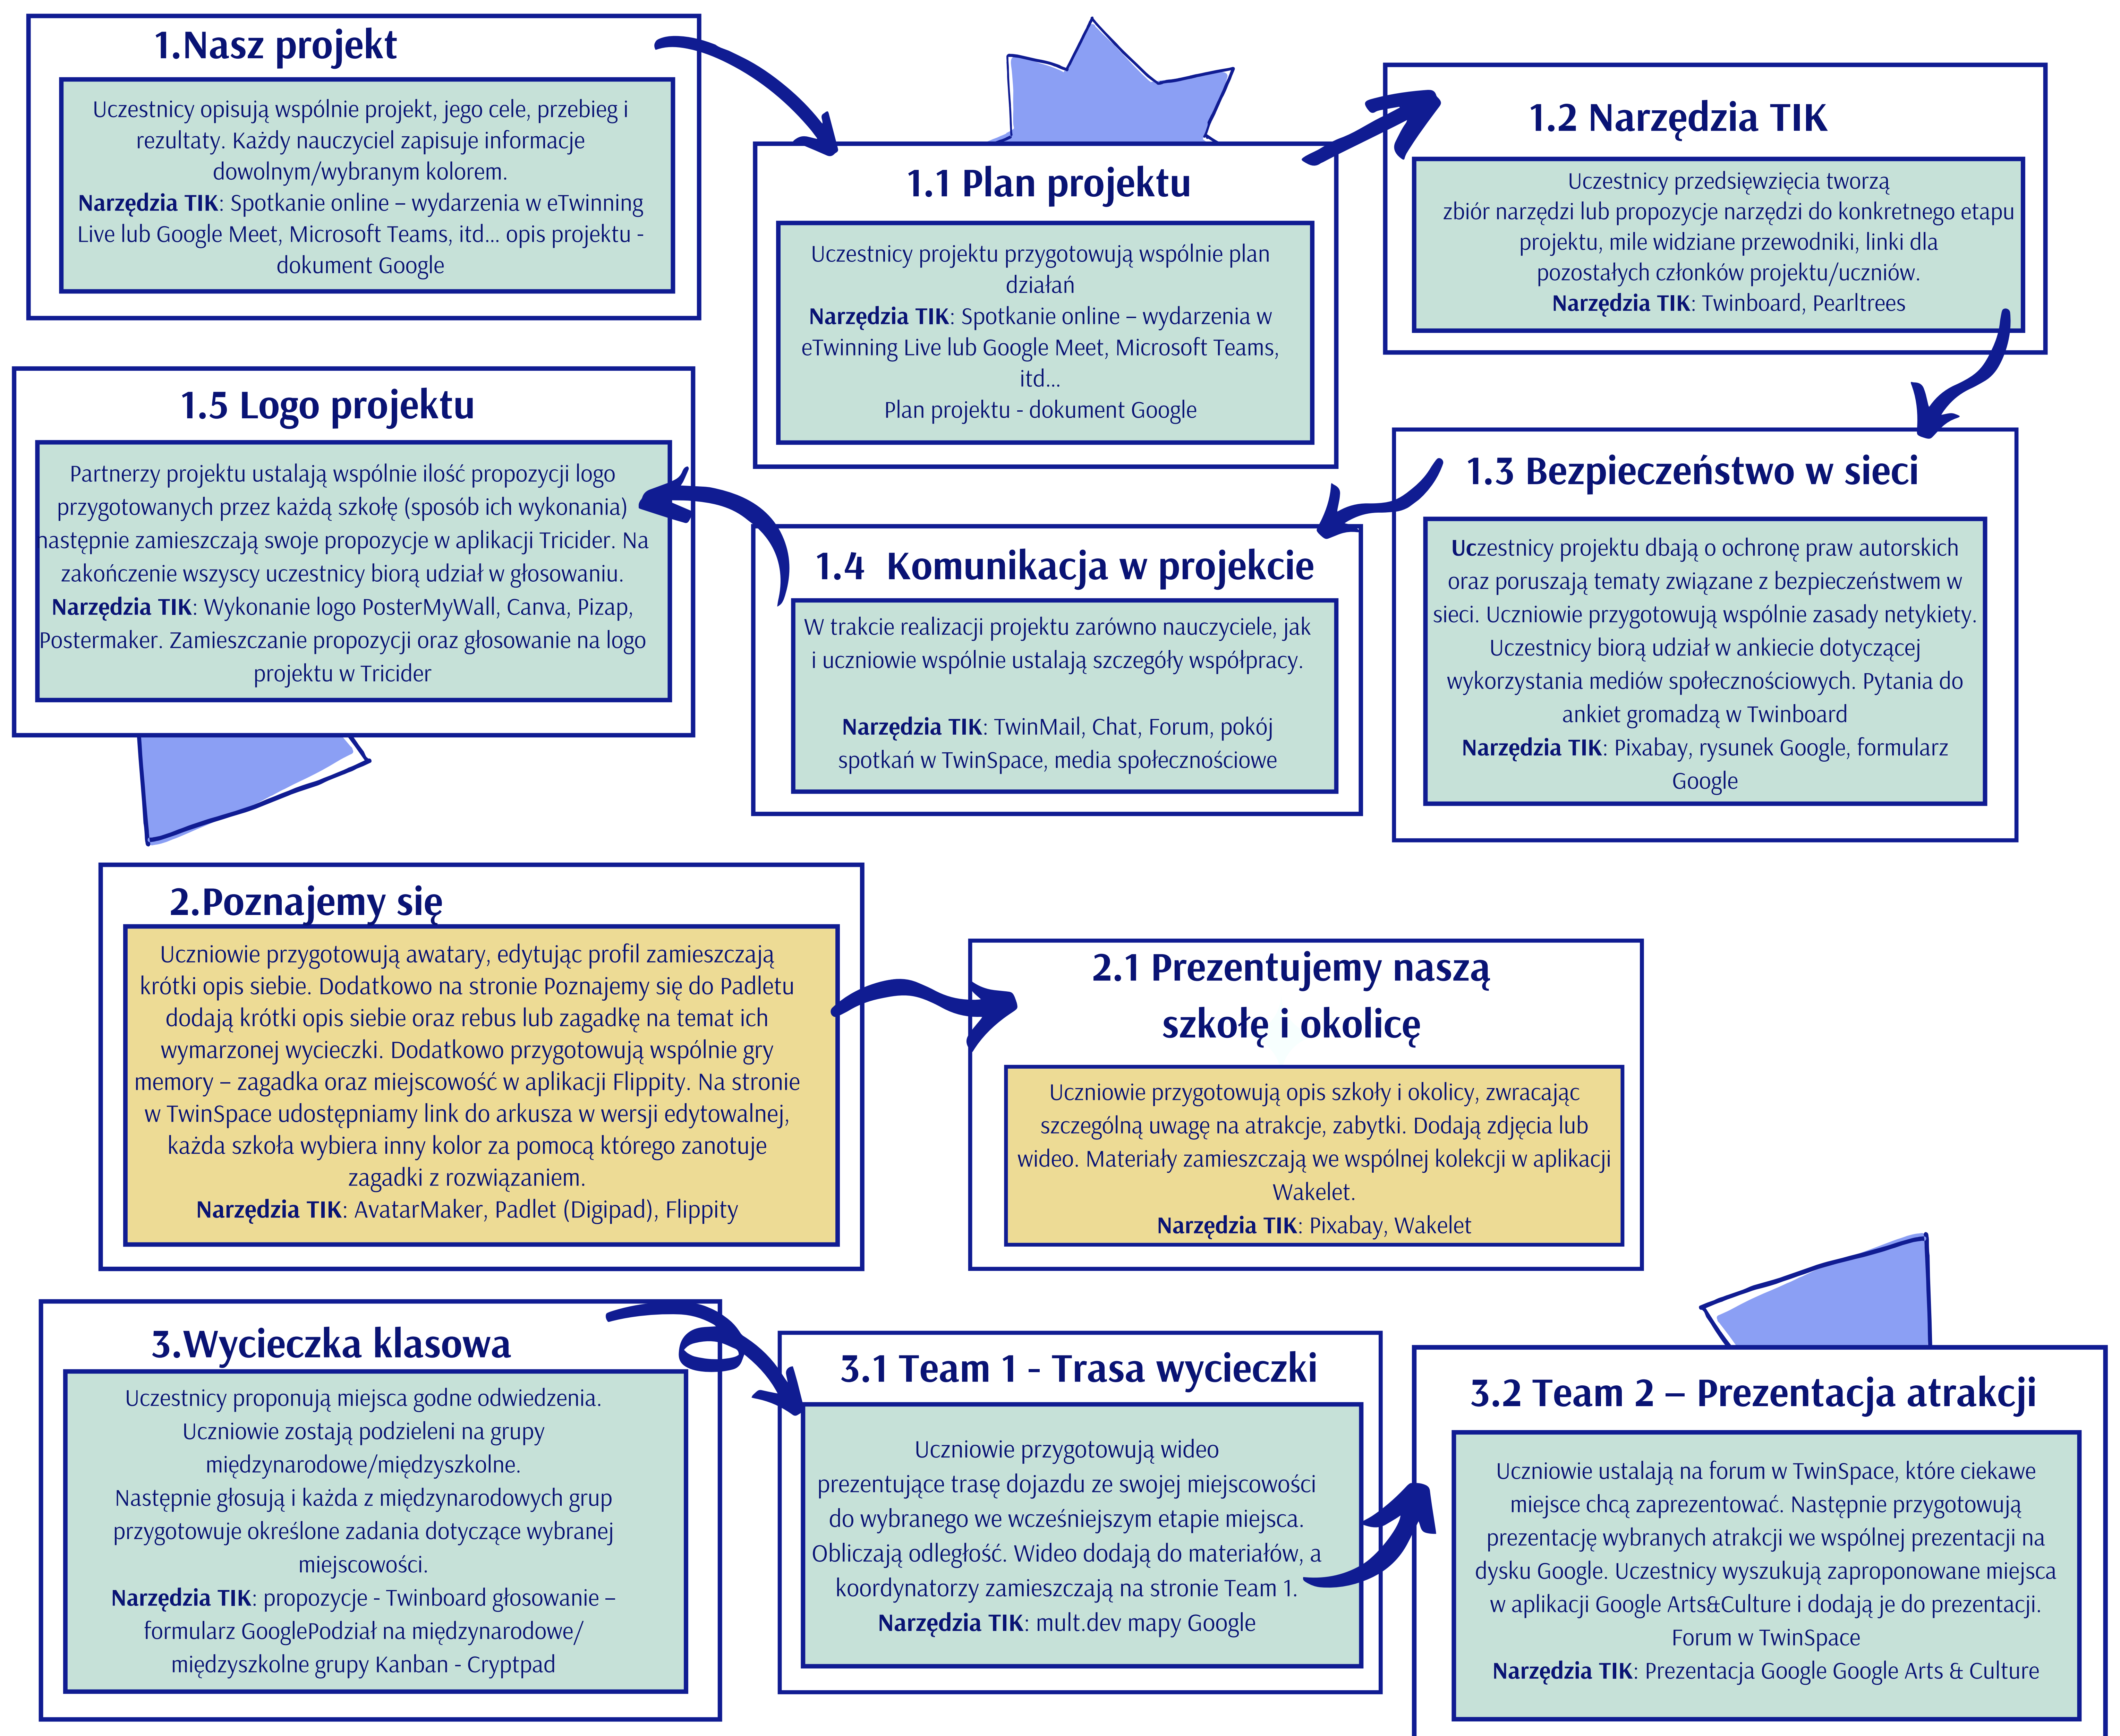 1.Nasz projekt
Uczestnicy opisują wspólnie projekt, jego cele, przebieg i
rezultaty. Każdy nauczyciel zapisuje informacje
dowolnym/wybranym kolorem.
Narzędzia TIK: Spotkanie online – wydarzenia w eTwinning
Live lub Google Meet, Microsoft Teams, itd... opis projektu -
dokument Google
1.1 Plan projektu
Uczestnicy projektu przygotowują wspólnie plan
działań
Narzędzia TIK: Spotkanie online – wydarzenia w
eTwinning Live lub Google Meet, Microsoft Teams,
itd...
Plan projektu - dokument Google
1.2 Narzędzia TIK
Uczestnicy przedsięwzięcia tworzą
zbiór narzędzi lub propozycje narzędzi do konkretnego etapu
projektu, mile widziane przewodniki, linki dla
pozostałych członków projektu/uczniów.
Narzędzia TIK: Twinboard, Pearltrees
1.3 Bezpieczeństwo w sieci
Uczestnicy projektu dbają o ochronę praw autorskich
oraz poruszają tematy związane z bezpieczeństwem w
sieci. Uczniowie przygotowują wspólnie zasady netykiety.
Uczestnicy biorą udział w ankiecie dotyczącej
wykorzystania mediów społecznościowych. Pytania do
ankiet gromadzą w Twinboard
Narzędzia TIK: Pixabay, rysunek Google, formularz
Google
1.4 Komunikacja w projekcie
W trakcie realizacji projektu zarówno nauczyciele, jak
i uczniowie wspólnie ustalają szczegóły współpracy.
Narzędzia TIK: TwinMail, Chat, Forum, pokój
spotkań w TwinSpace, media społecznościowe
1.5 Logo projektu
Partnerzy projektu ustalają wspólnie ilość propozycji logo
przygotowanych przez każdą szkołę (sposób ich wykonania)
następnie zamieszczają swoje propozycje w aplikacji Tricider. Na
zakończenie wszyscy uczestnicy biorą udział w głosowaniu.
Narzędzia TIK: Wykonanie logo PosterMyWall, Canva, Pizap,
Postermaker. Zamieszczanie propozycji oraz głosowanie na logo
projektu w Tricider
2.Poznajemy się
Uczniowie przygotowują awatary, edytując profil zamieszczają
krótki opis siebie. Dodatkowo na stronie Poznajemy się do Padletu
dodają krótki opis siebie oraz rebus lub zagadkę na temat ich
wymarzonej wycieczki. Dodatkowo przygotowują wspólnie gry
memory – zagadka oraz miejscowość w aplikacji Flippity. Na stronie
w TwinSpace udostępniamy link do arkusza w wersji edytowalnej,
każda szkoła wybiera inny kolor za pomocą którego zanotuje
zagadki z rozwiązaniem.
Narzędzia TIK: AvatarMaker, Padlet (Digipad), Flippity
2.1 Prezentujemy naszą
szkołę i okolicę
Uczniowie przygotowują opis szkoły i okolicy, zwracając
szczególną uwagę na atrakcje, zabytki. Dodają zdjęcia lub
wideo. Materiały zamieszczają we wspólnej kolekcji w aplikacji
Wakelet.
Narzędzia TIK: Pixabay, Wakelet
3.Wycieczka klasowa
Uczestnicy proponują miejsca godne odwiedzenia.
Uczniowie zostają podzieleni na grupy
międzynarodowe/międzyszkolne.
Następnie głosują i każda z międzynarodowych grup
przygotowuje określone zadania dotyczące wybranej
miejscowości.
Narzędzia TIK: propozycje - Twinboard głosowanie –
formularz GooglePodział na międzynarodowe/
międzyszkolne grupy Kanban - Cryptpad
3.1 Team 1 - Trasa wycieczki
Uczniowie przygotowują wideo
prezentujące trasę dojazdu ze swojej miejscowości
do wybranego we wcześniejszym etapie miejsca.
Obliczają odległość. Wideo dodają do materiałów, a
koordynatorzy zamieszczają na stronie Team 1.
Narzędzia TIK: mult.dev mapy Google
3.2 Team 2 – Prezentacja atrakcji
Uczniowie ustalają na forum w TwinSpace, które ciekawe
miejsce chcą zaprezentować. Następnie przygotowują
prezentację wybranych atrakcji we wspólnej prezentacji na
dysku Google. Uczestnicy wyszukują zaproponowane miejsca
w aplikacji Google Arts&Culture i dodają je do prezentacji.
Forum w TwinSpace
Narzędzia TIK: Prezentacja Google Google Arts & Culture